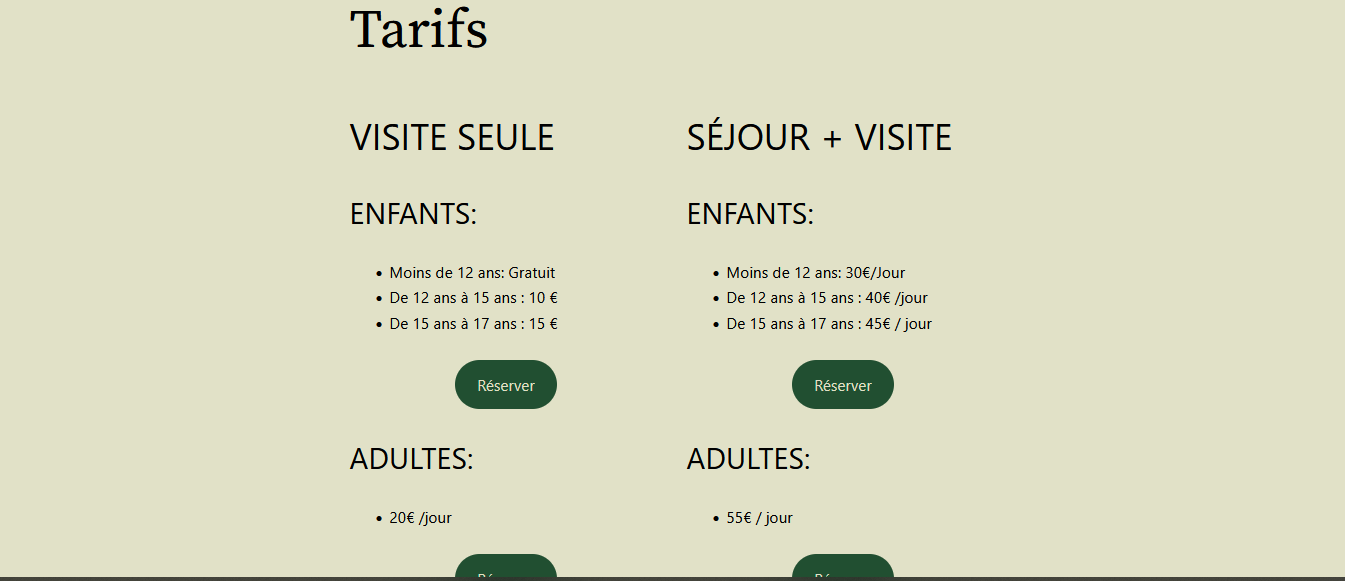 Tarifs
VISITE SEULE
ENFANTS:
Moins de 12 ans: Gratuit
De 12 ans à 15 ans : 10 €
De 15 ans à 17 ans : 15 €
Réserver
ADULTES:
20€ /jour
SÉJOUR + VISITE
ENFANTS:
Moins de 12 ans: 30€/Jour
De 12 ans à 15 ans : 40€ /jour
De 15 ans à 17 ans : 45€ / jour
Réserver
ADULTES:
55€ / jour